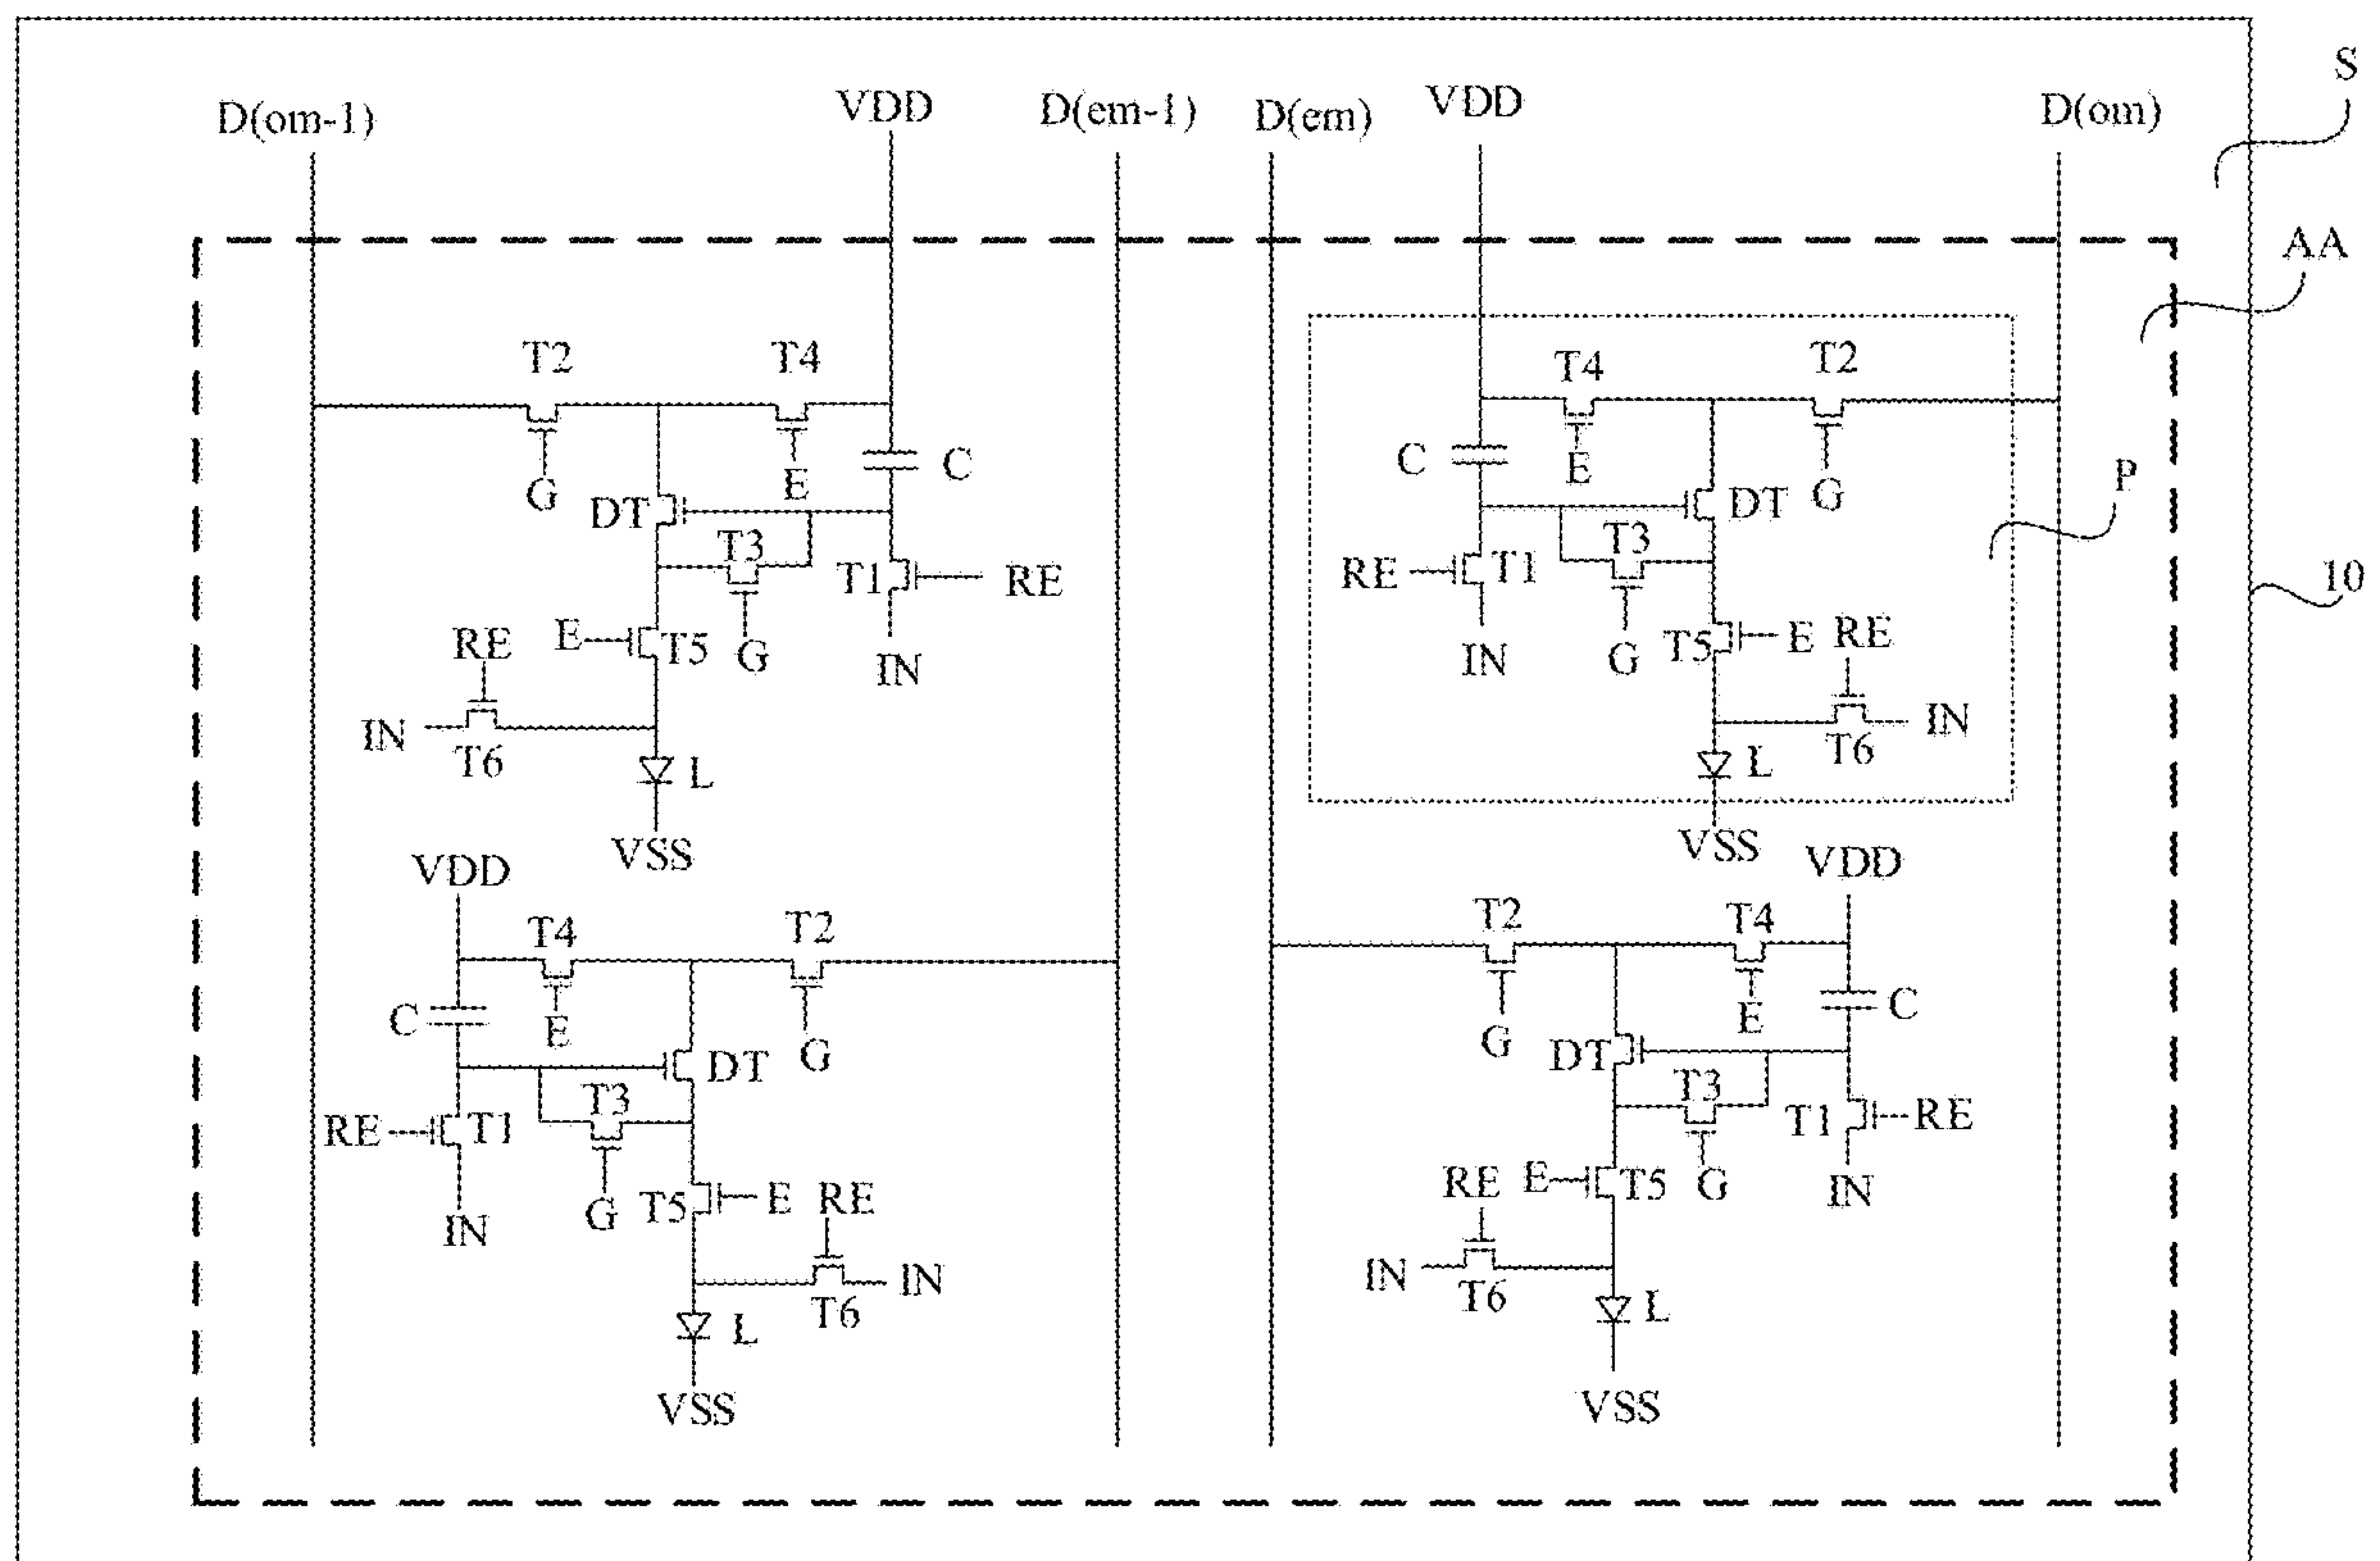 S
D(om-1)
VDD
D(em-1)
D(em)
VDD
D(om)
AA
T2
T4
T4
T2
C
E
G
DT
C
E
G
DT
P
T3
T1
RE
RE
T1
T3
10
RE
E
T5
G
IN
IN
G
T5
E
RE
IN
T6
L
IN
T6
L
VSS
VSS
VDD
VDD
T4
T2
T2
T4
C
E
G
DT
G
E
C
DT
T3
T3
RE
T1
T1
RE
IN
G
T5
E
RE
RE
E
T5
G
IN
IN
T6
L
IN
T6
L
VSS
VSS